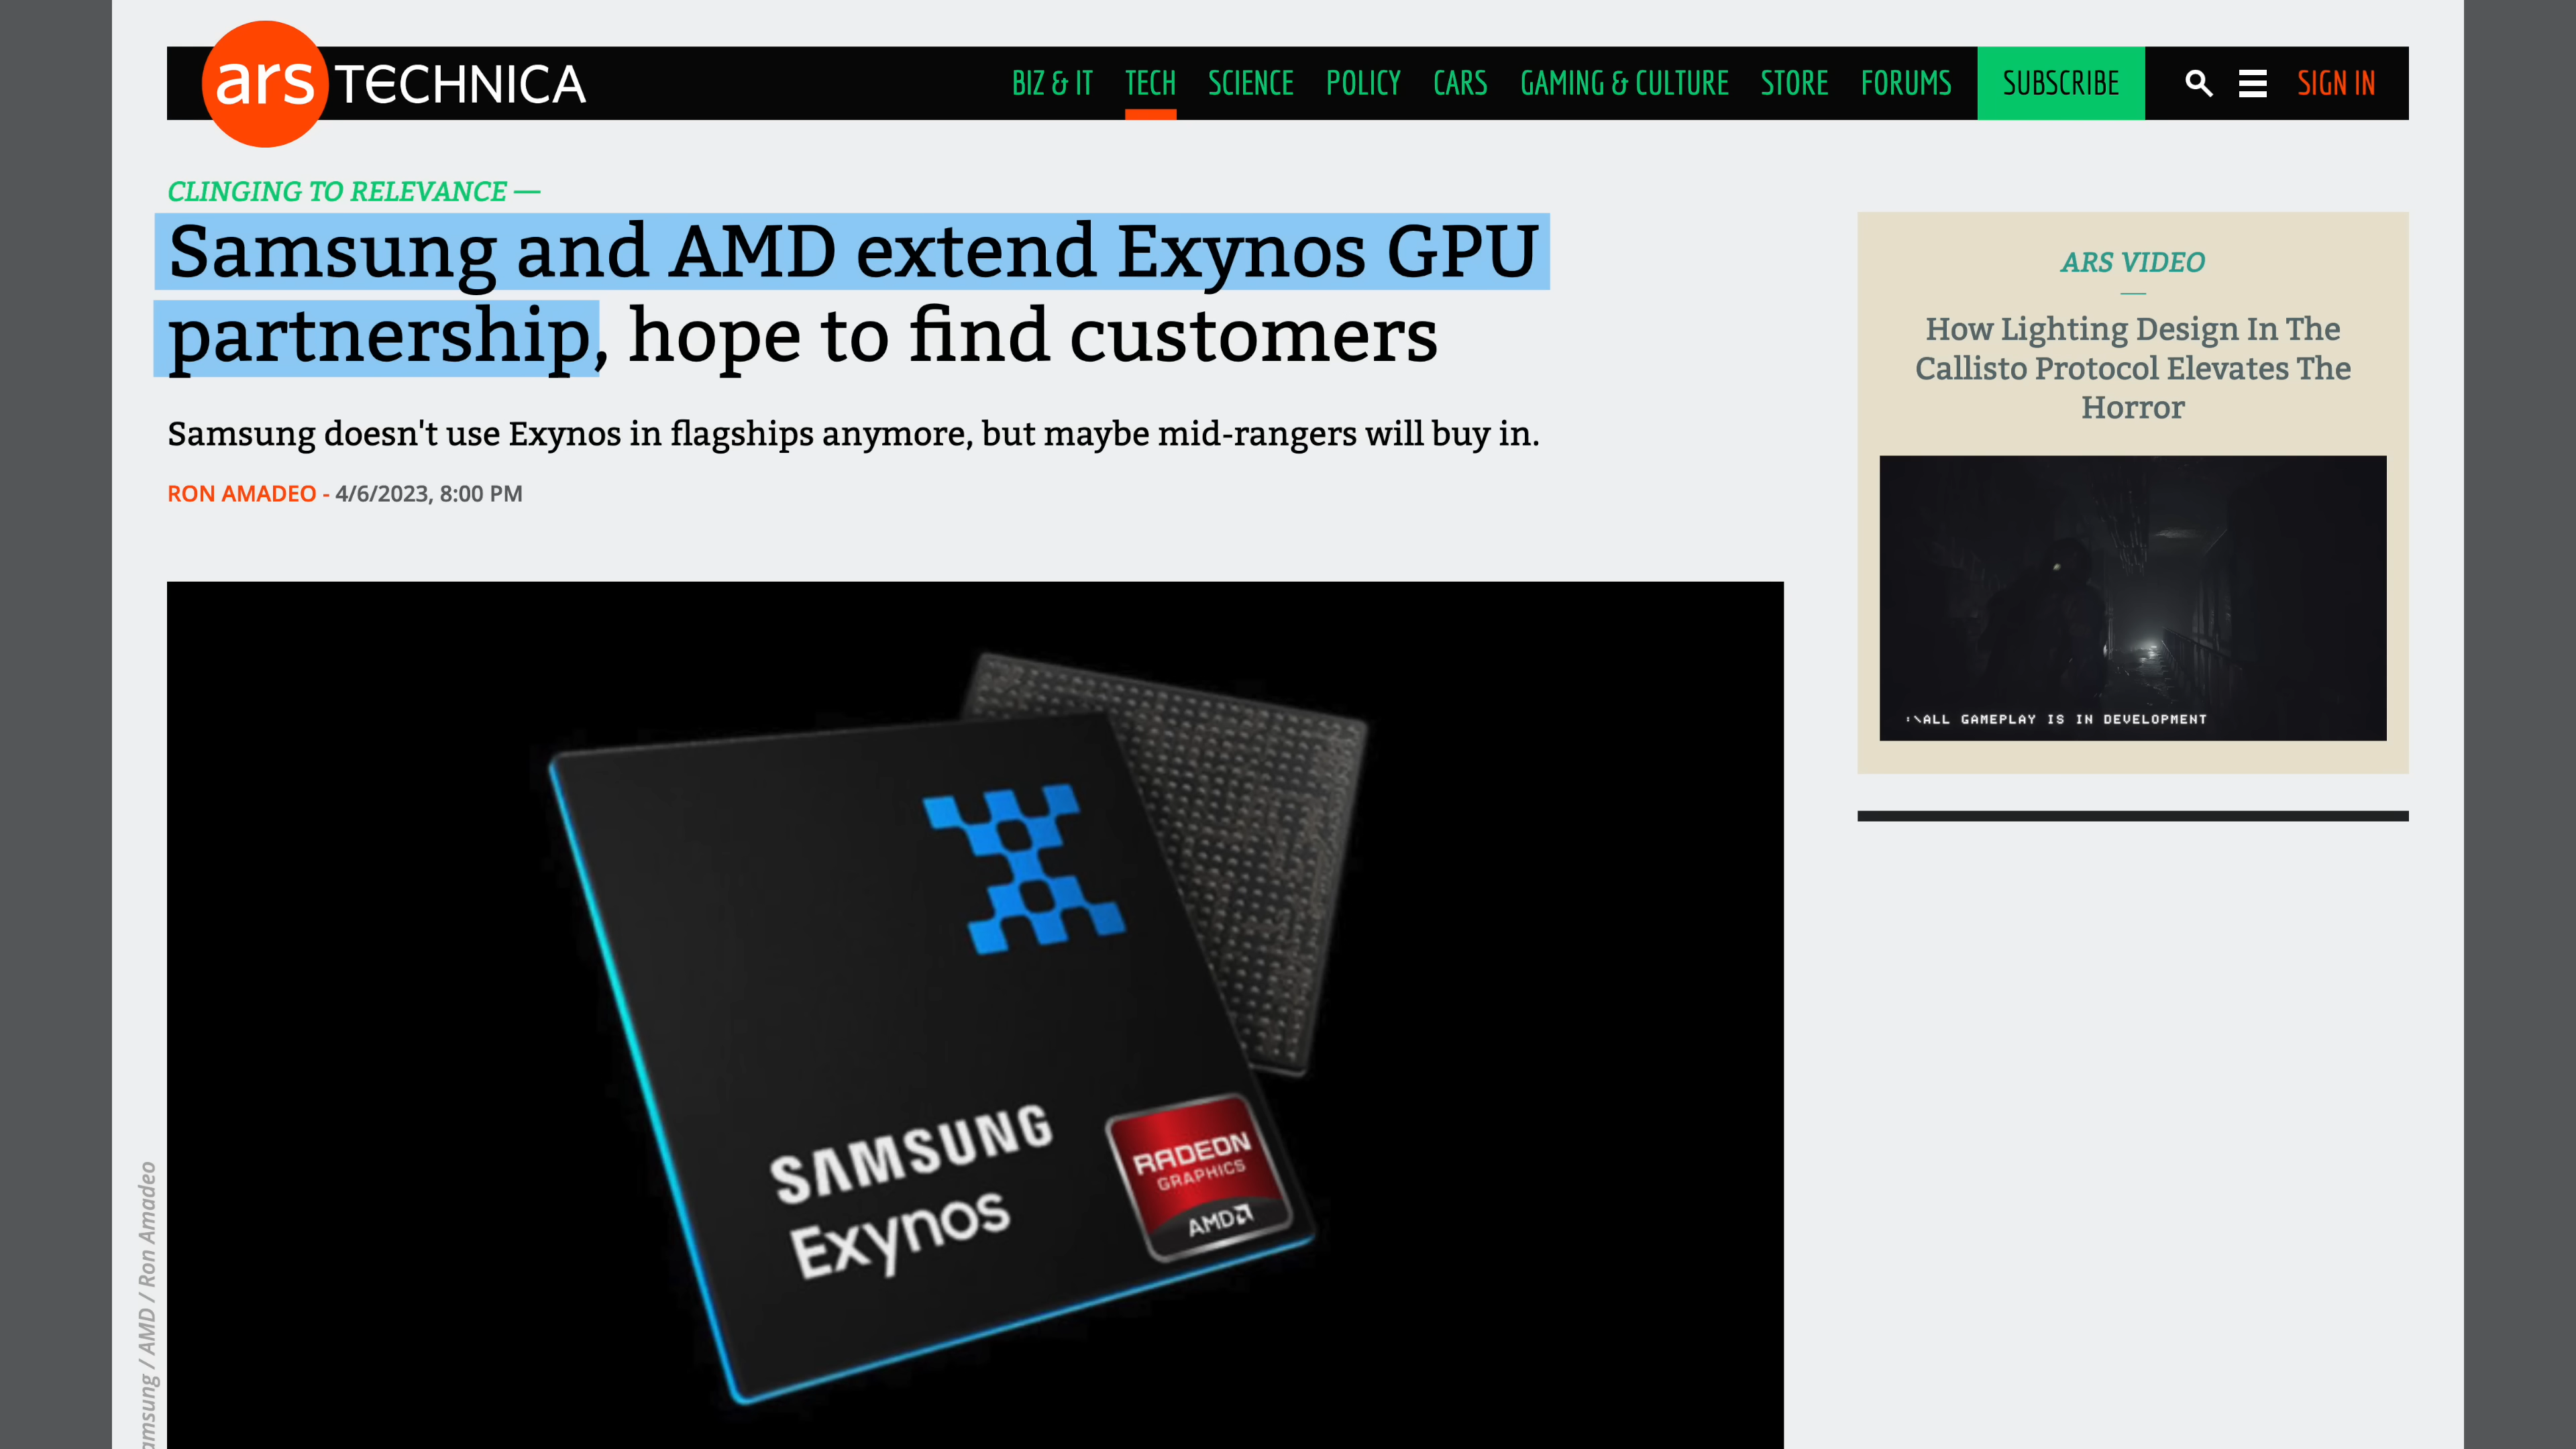 ars TECHNICA
BIZ & IT TECH SCIENCE POLICY CARS GAMING & CULTURE STORE FORUMS SUBSCRIBE SIGN IN
CLINGING TO RELEVANCE —
Samsung and AMD extend Exynos GPU
partnership, hope to find customers
Samsung doesn't use Exynos in flagships anymore, but maybe mid-rangers will buy in.
RON AMADEO - 4/6/2023, 8:00 PM
SAMSUNG
Exynos
RADEON
GRAPHICS
AMD
amsung / AMD / Ron Amadeo
ARS VIDEO
How Lighting Design In The
Callisto Protocol Elevates The
Horror
:\ALL GAMEPLAY IS IN DEVELOPMENT